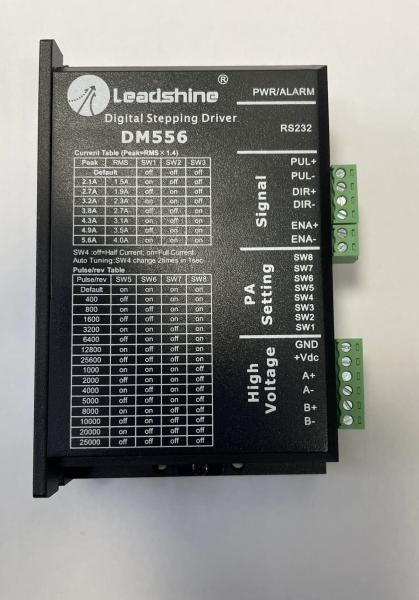 Leadshine ®
Digital Stepping Driver
DM556
Current Table (Peak=RMS × 1.4)
Peak RMS SW1 SW2 SW3
Default off off off
2.1A 1.5A on off off
2.7A 1.9A off on off
3.2A 2.3A on on off
3.8A 2.7A off off on
4.3A 3.1A on off on
4.9A 3.5A off on on
5.6A 4.0A on on on
SW4 :off=Half Current; on=Full Current.
Auto Tuning:SW4 change 2times in 1sec.
Pulse/rev Table
Pulse/rev SW5 SW6 SW7 SW8
Default on on on on
400 off on on on
800 on off on on
1600 off off on on
3200 on on off on
6400 off on off on
12800 on off off on
25600 off off off on
1000 on on on off
2000 off on on off
4000 on off on off
5000 off off on off
8000 on on off off
10000 off on off off
20000 on off off off
25000 off off off off
PWR/ALARM
RS232
Signal
PUL+
PUL-
DIR+
DIR-
ENA+
ENA-
PA Setting
SW8
SW7
SW6
SW5
SW4
SW3
SW2
SW1
High Voltage
GND
+Vdc
A+
A-
B+
B-